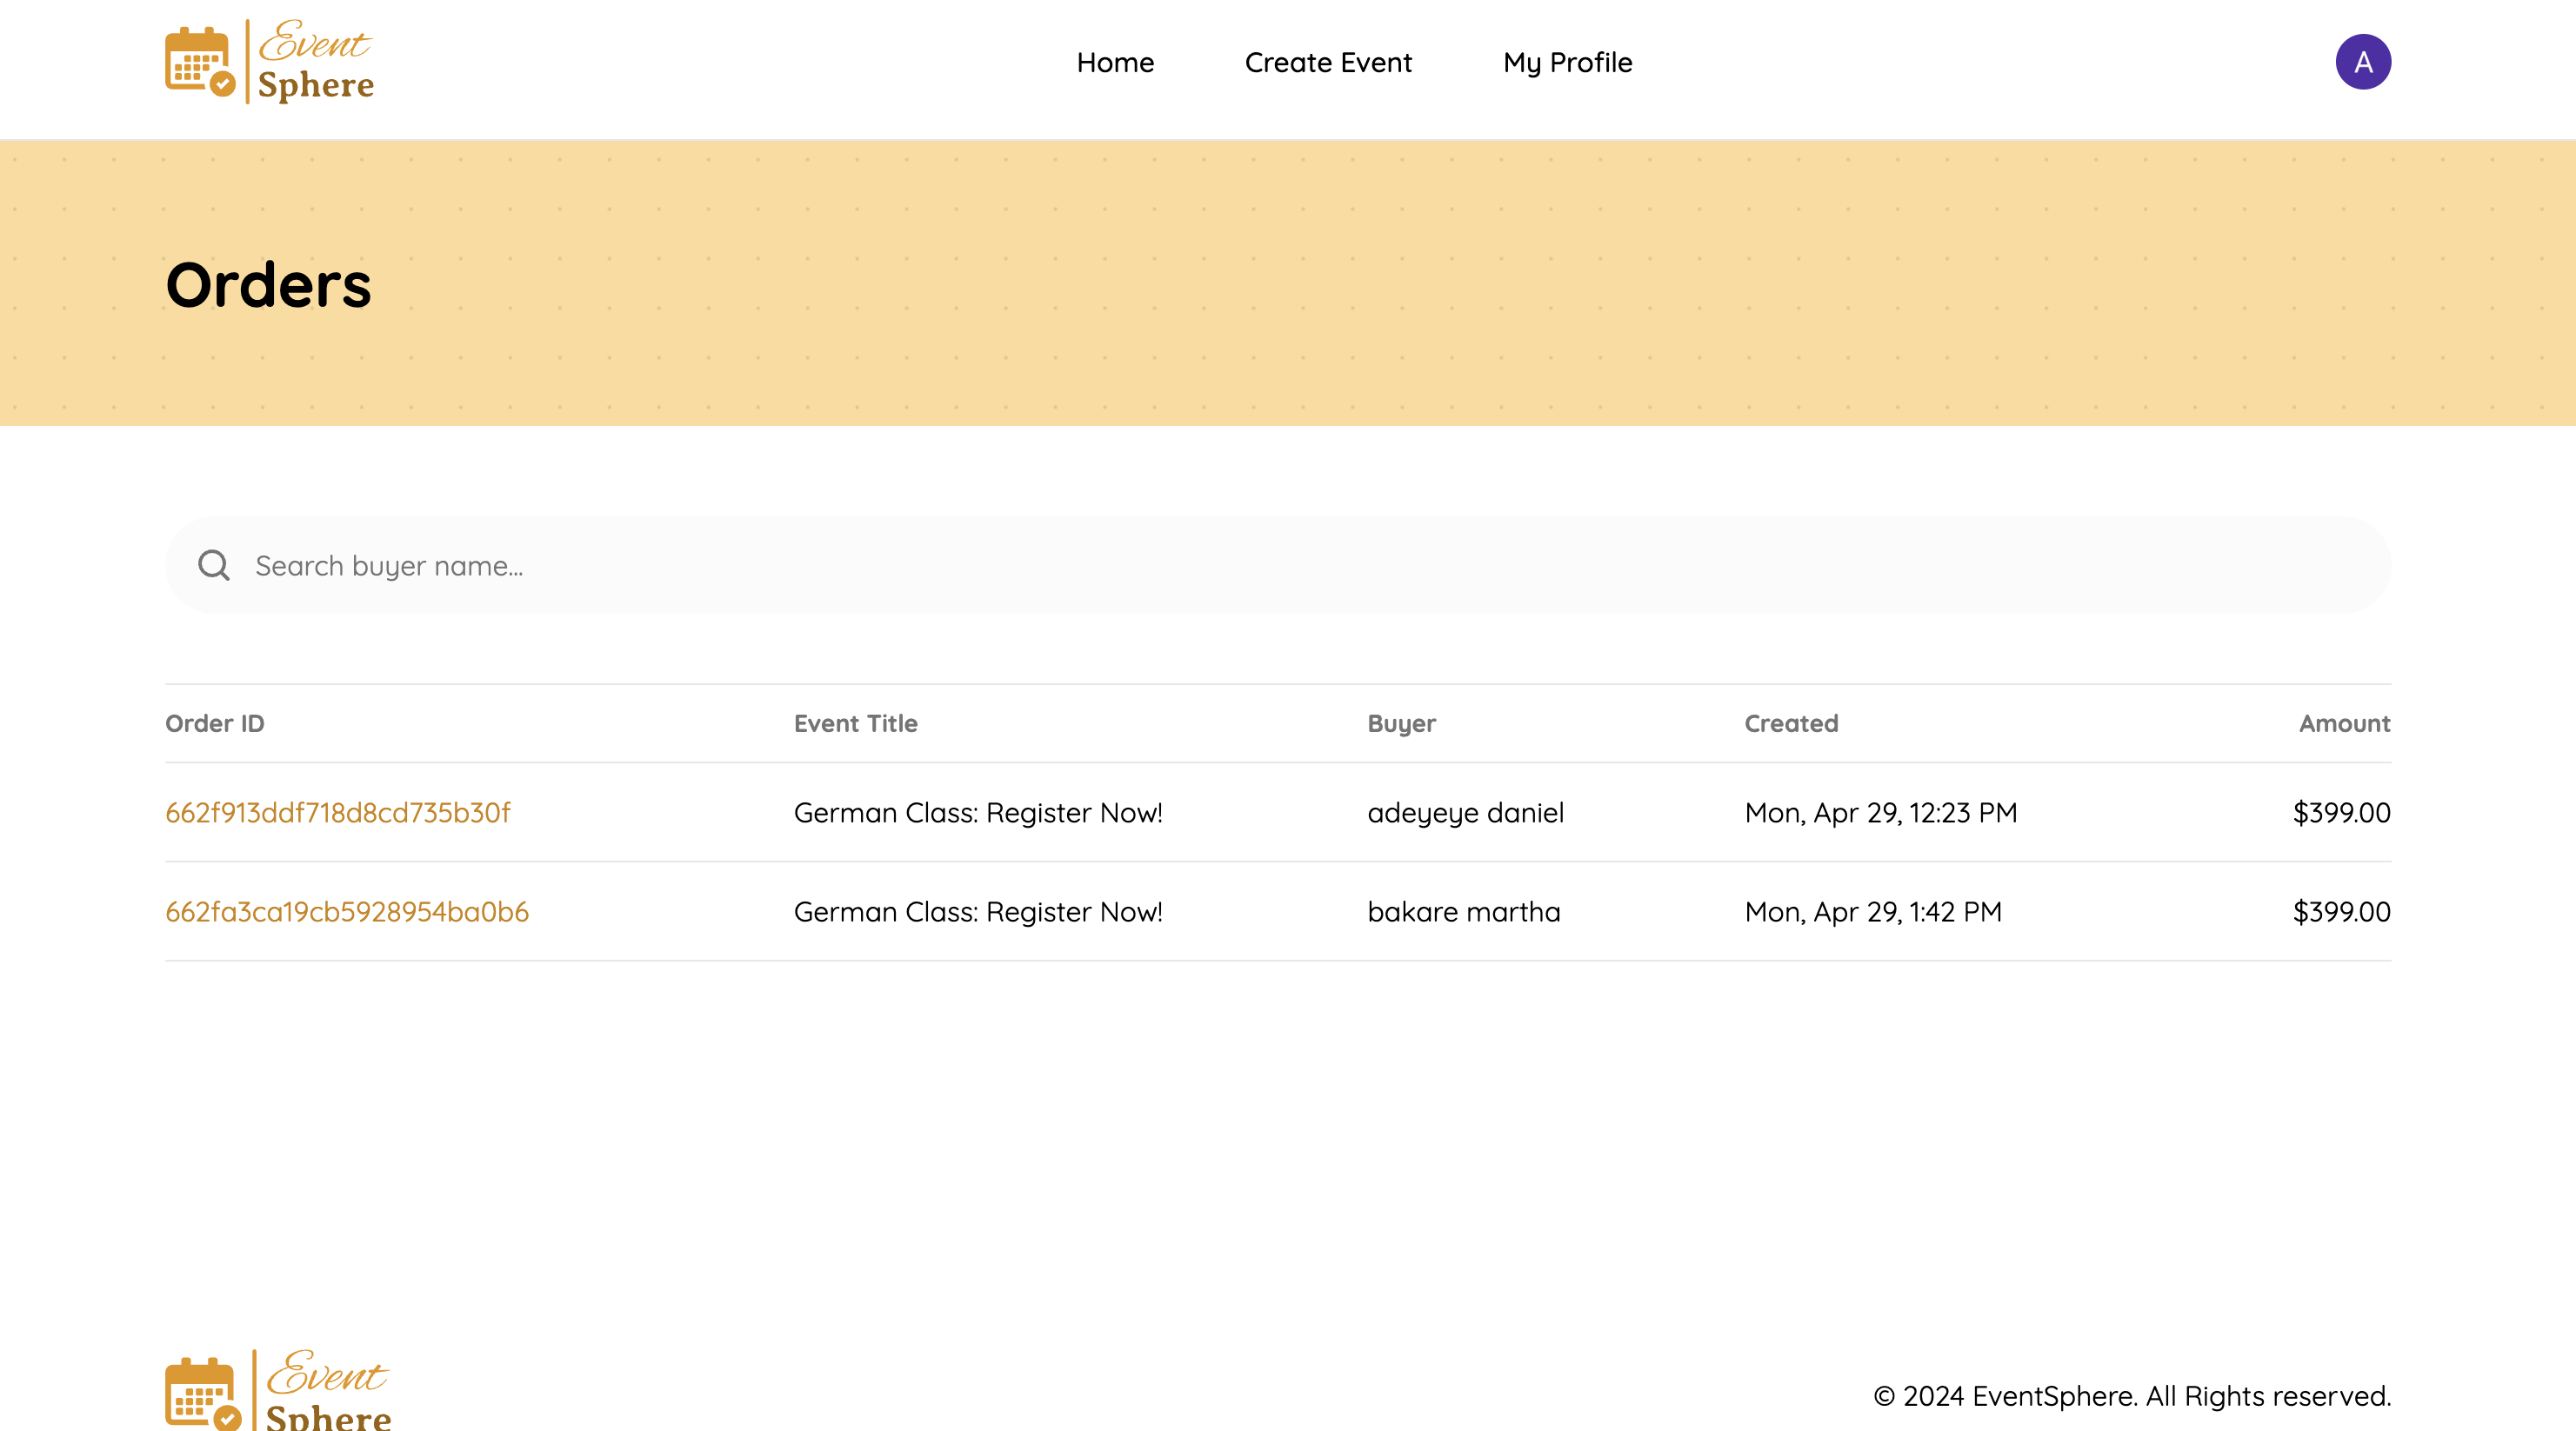 Event
Sphere
Home
Create Event
My Profile
A
Orders
Search buyer name...
Order ID
Event Title
Buyer
Created
Amount
662f913ddf718d8cd735b30f
German Class: Register Now!
adeyeye daniel
Mon, Apr 29, 12:23 PM
$399.00
662fa3ca19cb5928954ba0b6
German Class: Register Now!
bakare martha
Mon, Apr 29, 1:42 PM
$399.00
Event
Sphere
© 2024 EventSphere. All Rights reserved.